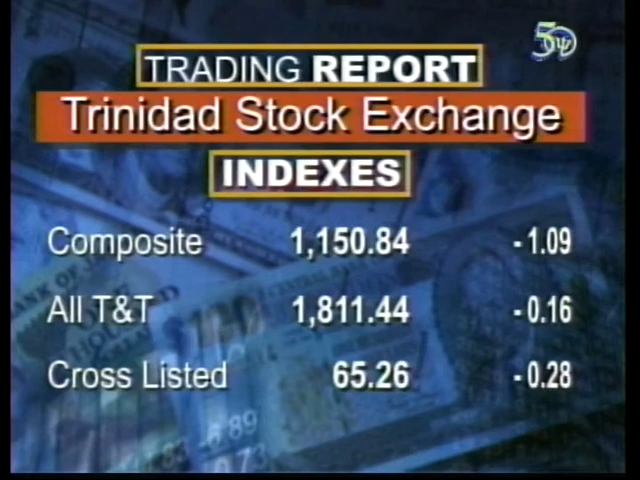 50
TRADING REPORT
Trinidad Stock Exchange
INDEXES
Composite 1,150.84 - 1.09
All T&T 1,811.44 - 0.16
Cross Listed 65.26 - 0.28